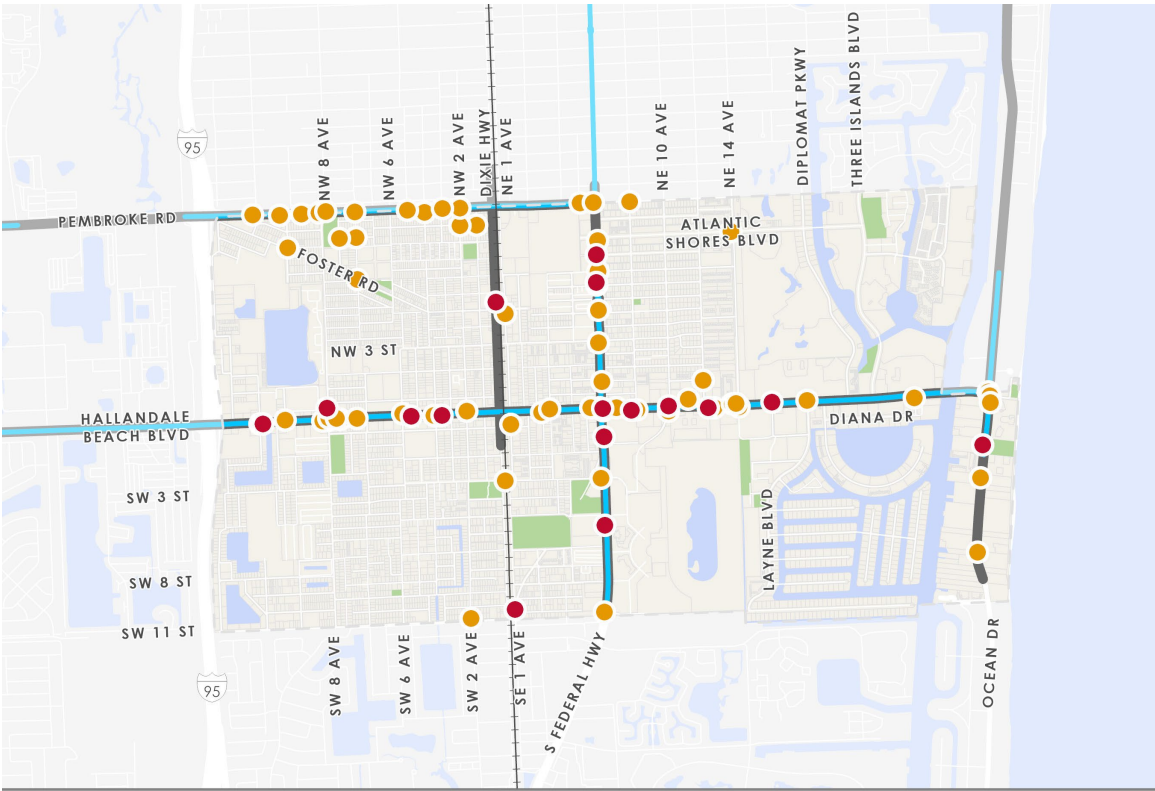 NW 8 AVE
NW 6 AVE
NW 2 AVE
DIXIE HWY
NE 1 AVE
NE 10 AVE
NE 14 AVE
DIPLOMAT PKWY
THREE ISLANDS BLVD
95
PEMBROKE RD
ATLANTIC
SHORES BLVD
FOSTER RD
NW 3 ST
HALLANDALE
BEACH BLVD
DIANA DR
SW 3 ST
LAYNE BLVD
SW 8 ST
SW 11 ST
SW 8 AVE
SW 6 AVE
SW 2 AVE
SE 1 AVE
S FEDERAL HWY
OCEAN DR
95